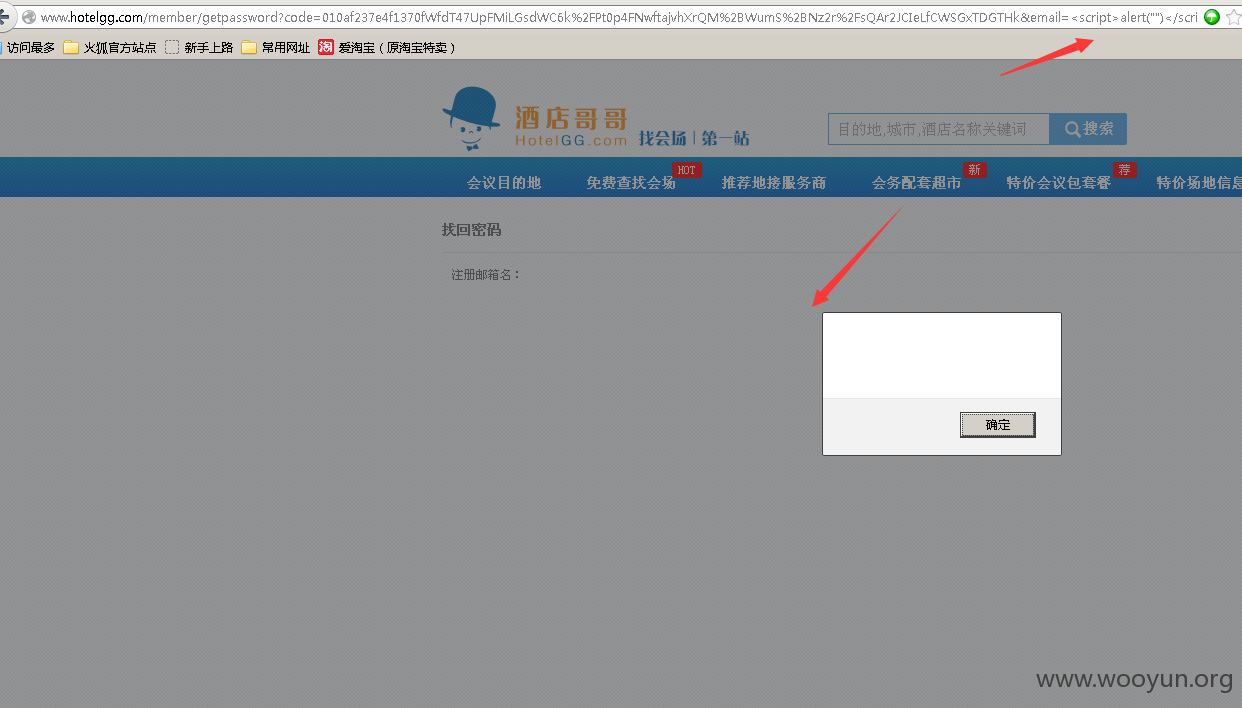 www.hotelgg.com/member/getpassword?code=010af237e4f1370fWfdT47UpFMiLGsdWC6k%2FPt0p4FNwftajvhXrQM%2BWumS%2BNz2r%2FsQAr2JCIeLfCWSGxTDGTHk&email=<script>alert("")</scri
访问最多 火狐官方站点 新手上路 常用网址 淘 爱淘宝（原淘宝特卖）
酒店哥哥
HotelGG.com 找会场 | 第一站
目的地,城市,酒店名称关键词 搜索
HOT 新 荐
会议目的地 免费查找会场 推荐地接服务商 会务配套超市 特价会议包套餐 特价场地信息
找回密码
注册邮箱名：
确定
www.wooyun.org